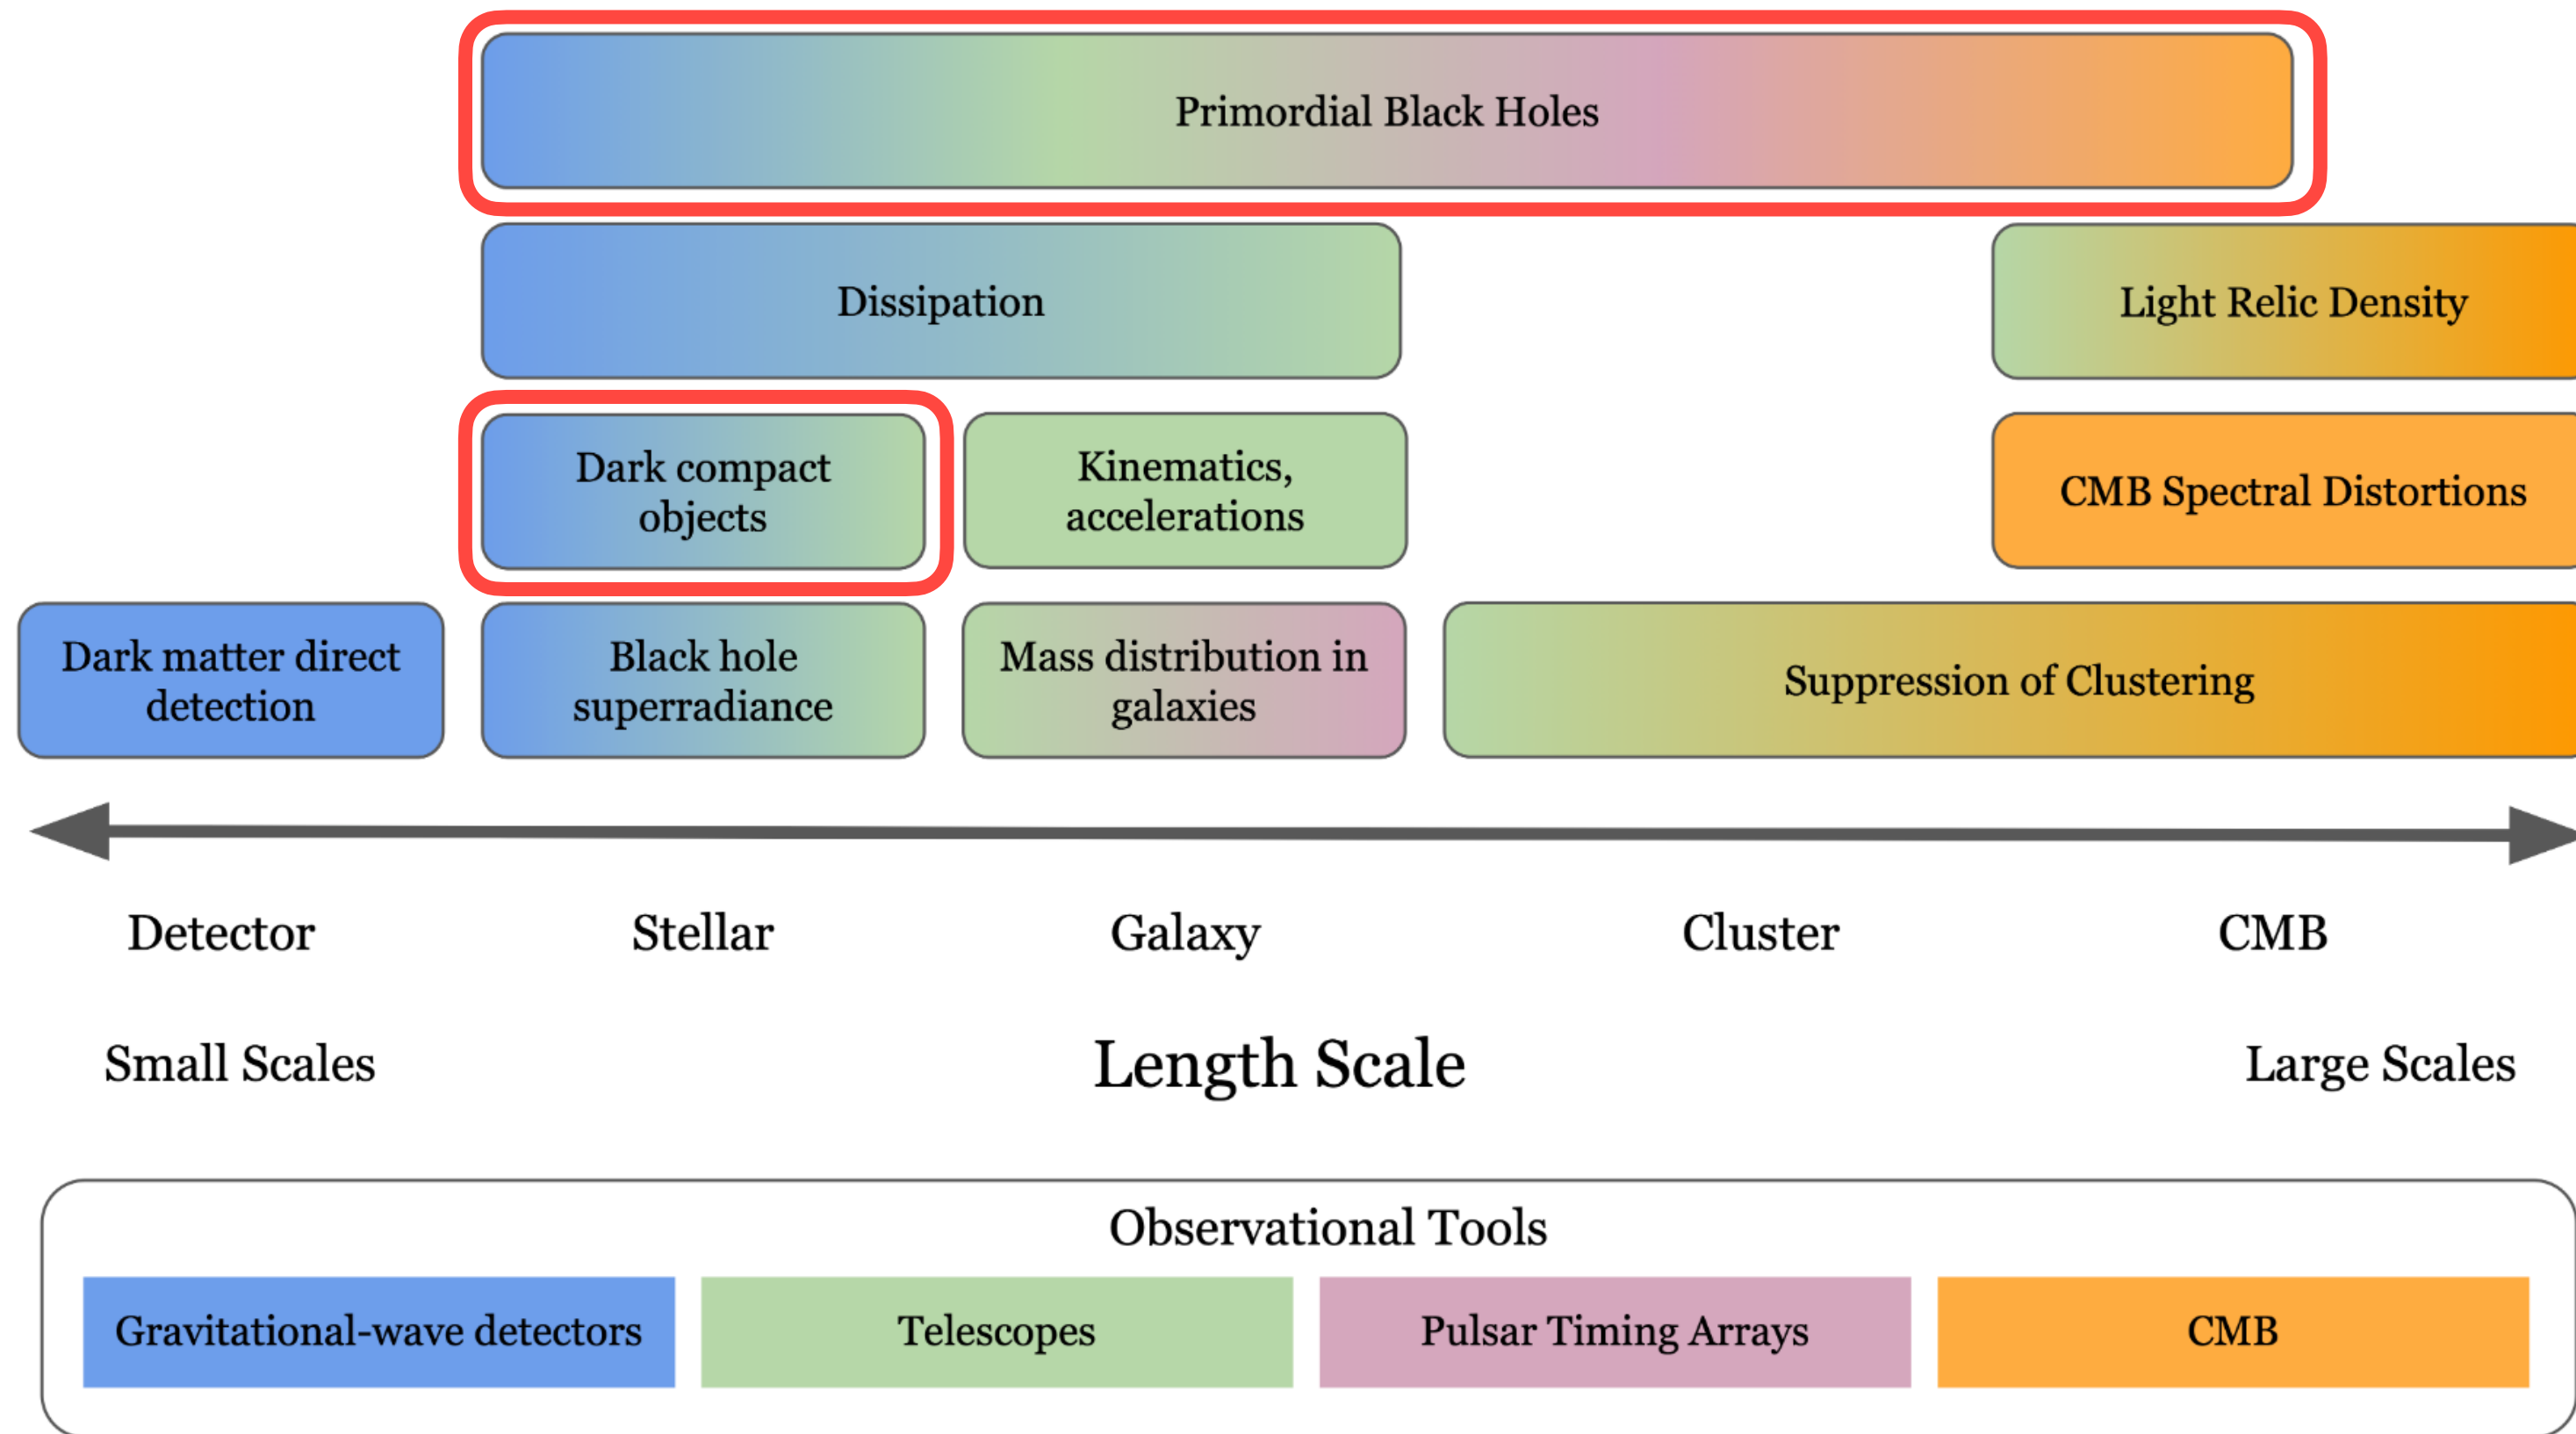 Primordial Black Holes
Dissipation
Light Relic Density
Dark compact
objects
Kinematics,
accelerations
CMB Spectral Distortions
Dark matter direct
detection
Black hole
superradiance
Mass distribution in
galaxies
Suppression of Clustering
Detector
Stellar
Galaxy
Cluster
CMB
Small Scales
Length Scale
Large Scales
Observational Tools
Gravitational-wave detectors
Telescopes
Pulsar Timing Arrays
CMB